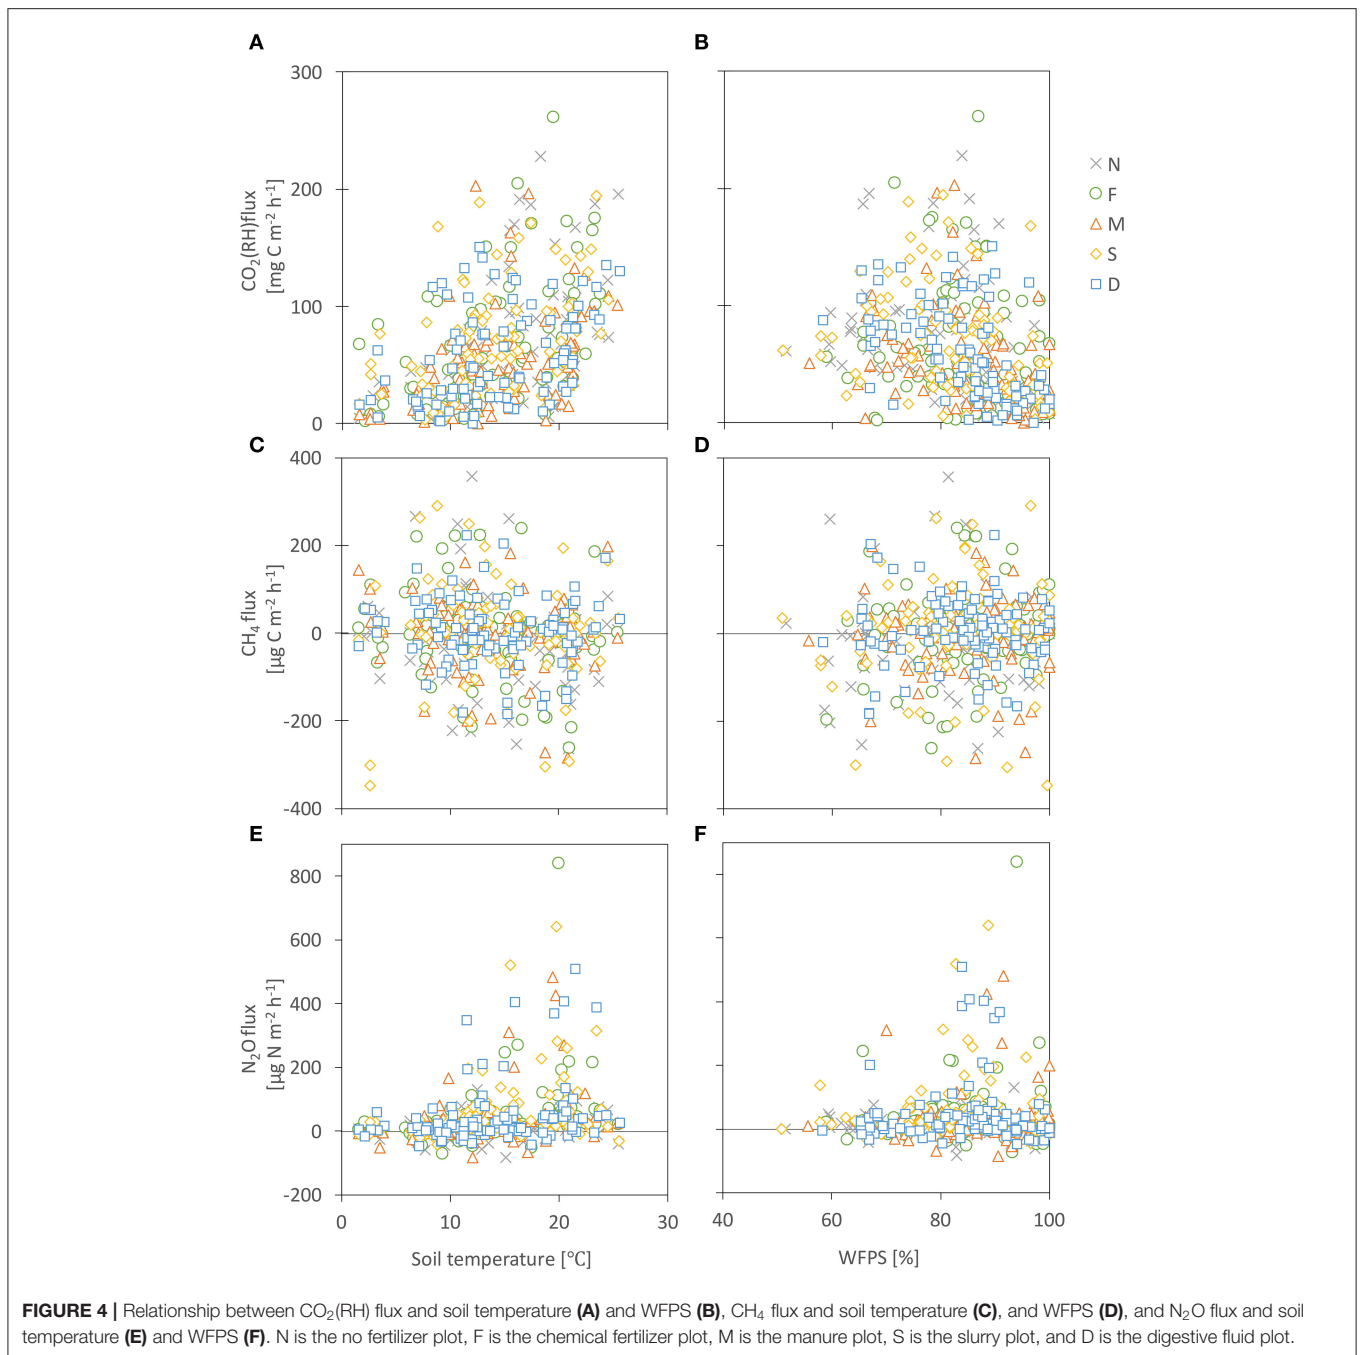 A
B
300
200
100
0
CO₂(RH)flux
[mg C m⁻² h⁻¹]
N
F
M
S
D
C
D
400
200
0
-200
-400
CH₄ flux
[µg C m⁻² h⁻¹]
E
F
800
600
400
200
0
-200
N₂O flux
[µg N m⁻² h⁻¹]
0 10 20 30
40 60 80 100
Soil temperature [℃]
WFPS [%]
FIGURE 4 | Relationship between CO₂(RH) flux and soil temperature (A) and WFPS (B), CH₄ flux and soil temperature (C), and WFPS (D), and N₂O flux and soil
temperature (E) and WFPS (F). N is the no fertilizer plot, F is the chemical fertilizer plot, M is the manure plot, S is the slurry plot, and D is the digestive fluid plot.